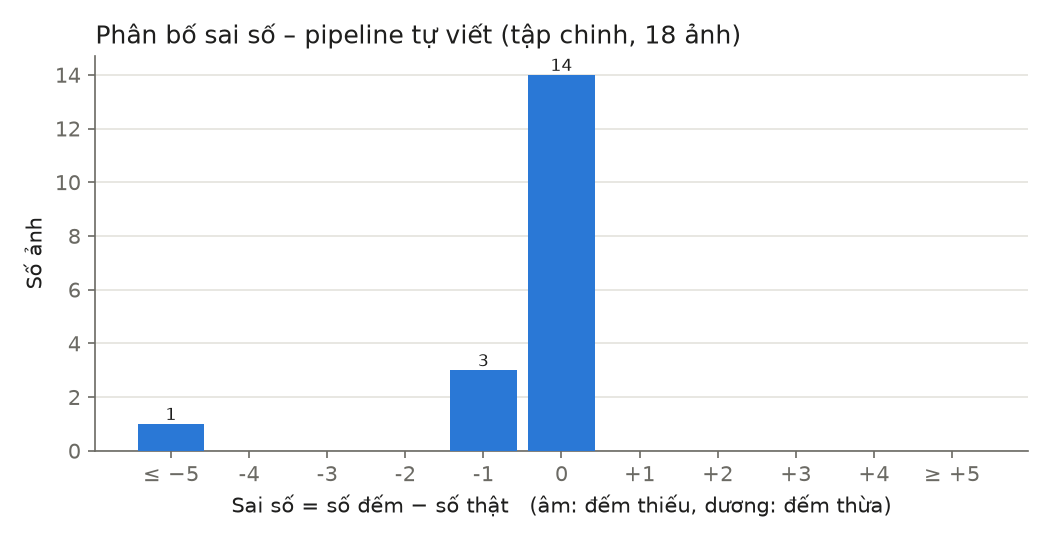 Phân bố sai số – pipeline tự viết (tập chinh, 18 ảnh)
14
12
10
8
6
4
2
0
Số ảnh
1
3
14
≤ −5 -4 -3 -2 -1 0 +1 +2 +3 +4 ≥ +5
Sai số = số đếm − số thật (âm: đếm thiếu, dương: đếm thừa)